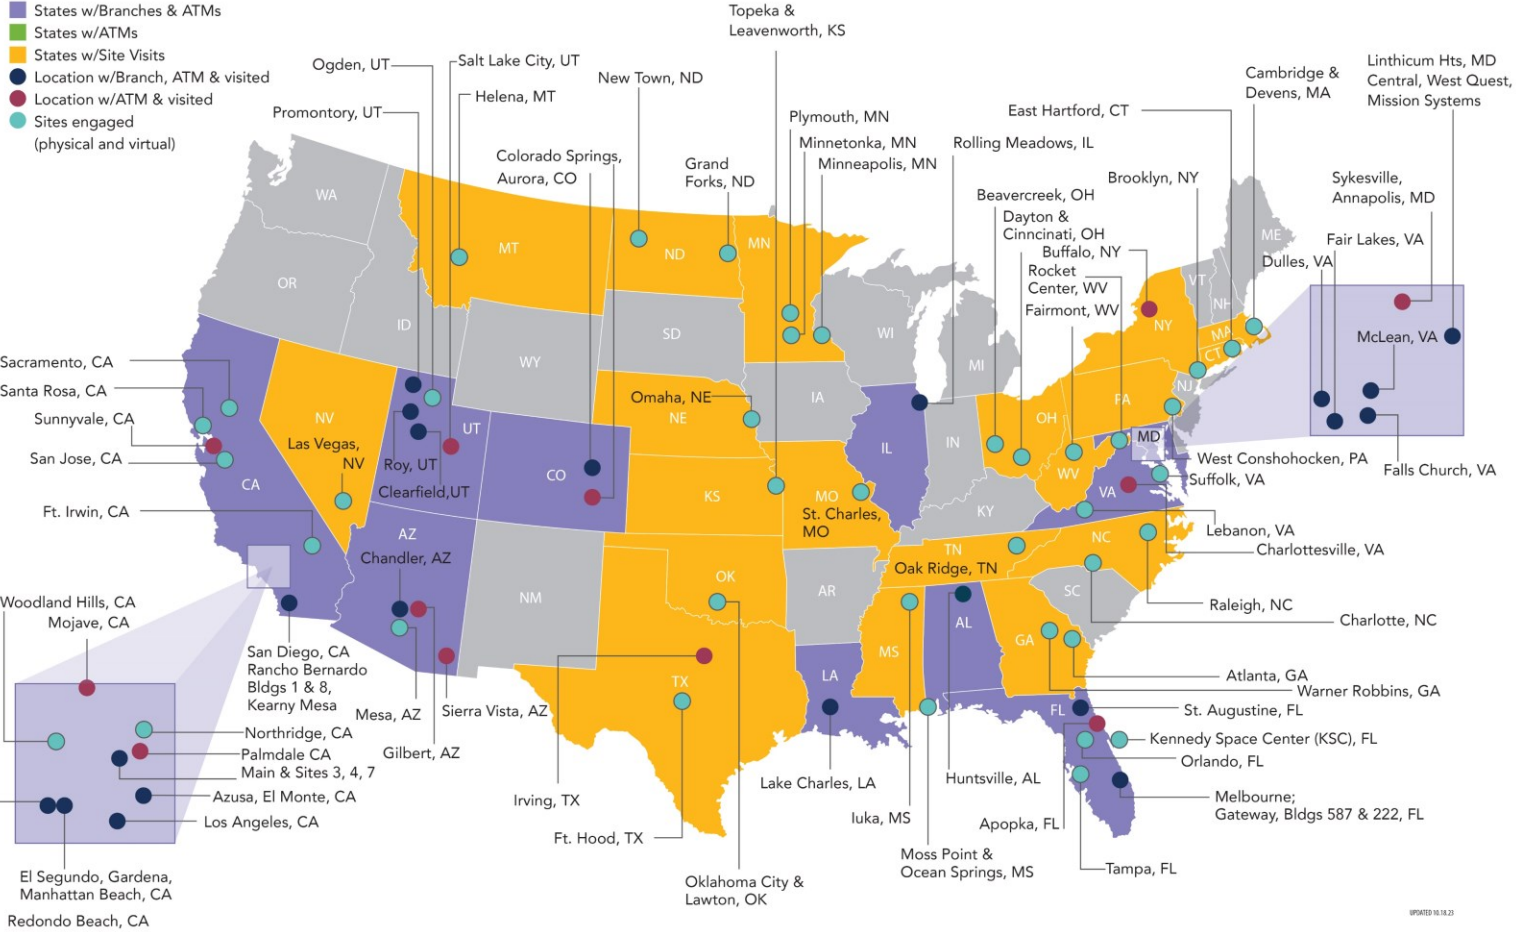 States w/Branches & ATMs
States w/ATMs
States w/Site Visits
Location w/Branch, ATM & visited
Location w/ATM & visited
Sites engaged
(physical and virtual)
Topeka &
Leavenworth, KS
Ogden, UT
Salt Lake City, UT
Helena, MT
Promontory, UT
New Town, ND
Colorado Springs,
Aurora, CO
Grand
Forks, ND
Plymouth, MN
Minnetonka, MN
Minneapolis, MN
Rolling Meadows, IL
East Hartford, CT
Cambridge &
Devens, MA
Linthicum Hts, MD
Central, West Quest,
Mission Systems
Beavercreek, OH
Dayton &
Cinncinati, OH
Buffalo, NY
Rocket
Center, WV
Fairmont, WV
Brooklyn, NY
Sykesville,
Annapolis, MD
Fair Lakes, VA
Dulles, VA
McLean, VA
Falls Church, VA
WA
OR
ID
MT
ND
MN
SD
WY
WI
MI
IA
NE
Omaha, NE
NV
UT
CO
KS
MO
IL
IN
OH
PA
NY
VT
NH
ME
MA
CT
NJ
MD
WV
VA
KY
TN
NC
SC
GA
AL
MS
AR
LA
OK
TX
NM
AZ
CA
FL
Sacramento, CA
Santa Rosa, CA
Sunnyvale, CA
San Jose, CA
Ft. Irwin, CA
Las Vegas,
NV
Roy, UT
Clearfield,UT
Chandler, AZ
St. Charles,
MO
Oak Ridge, TN
West Conshohocken, PA
Suffolk, VA
Lebanon, VA
Charlottesville, VA
Raleigh, NC
Charlotte, NC
Atlanta, GA
Warner Robbins, GA
St. Augustine, FL
Kennedy Space Center (KSC), FL
Orlando, FL
Melbourne;
Gateway, Bldgs 587 & 222, FL
Tampa, FL
Apopka, FL
Huntsville, AL
Moss Point &
Ocean Springs, MS
Iuka, MS
Lake Charles, LA
Oklahoma City &
Lawton, OK
Ft. Hood, TX
Irving, TX
Sierra Vista, AZ
Gilbert, AZ
Mesa, AZ
San Diego, CA
Rancho Bernardo
Bldgs 1 & 8,
Kearny Mesa
Woodland Hills, CA
Mojave, CA
Northridge, CA
Palmdale CA
Main & Sites 3, 4, 7
Azusa, El Monte, CA
Los Angeles, CA
El Segundo, Gardena,
Manhattan Beach, CA
Redondo Beach, CA
UPDATED 10.18.23